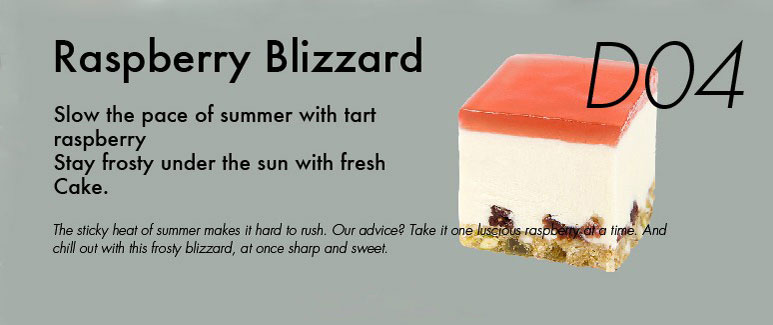 Raspberry Blizzard
D04
Slow the pace of summer with tart
raspberry
Stay frosty under the sun with fresh
Cake.
The sticky heat of summer makes it hard to rush. Our advice? Take it one luscious raspberry at a time. And
chill out with this frosty blizzard, at once sharp and sweet.